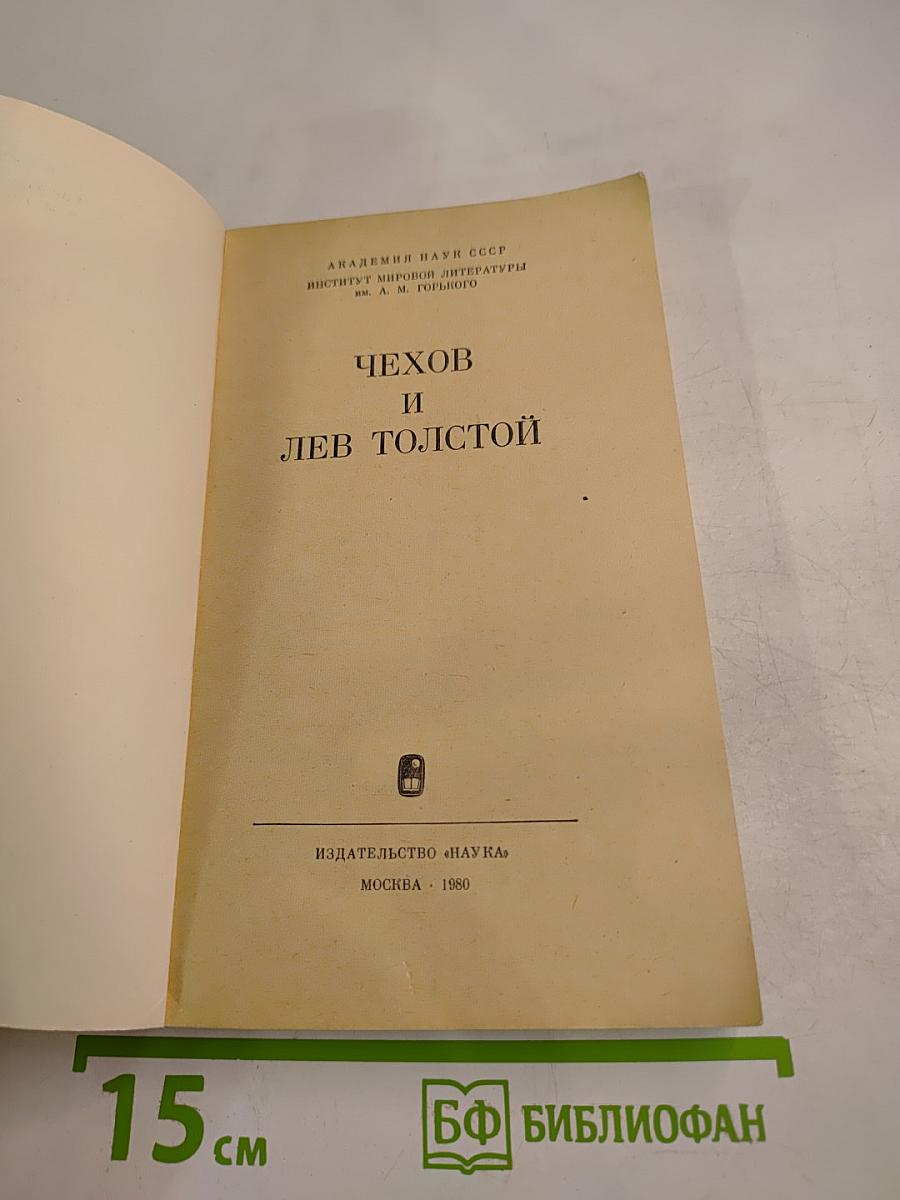 АКАДЕМИЯ НАУК СССР
ИНСТИТУТ МИРОВОЙ ЛИТЕРАТУРЫ
им. А. М. ГОРЬКОГО
ЧЕХОВ
И
ЛЕВ ТОЛСТОЙ
ИЗДАТЕЛЬСТВО «НАУКА»
МОСКВА · 1980
15 см
БФ БИБЛИОФАН